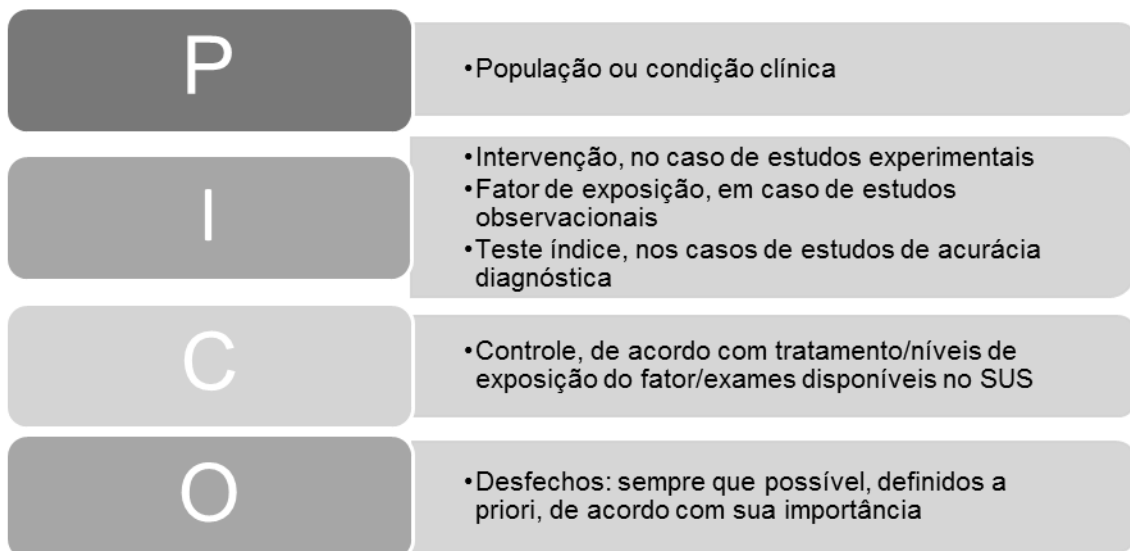 P
•População ou condição clínica
I
•Intervenção, no caso de estudos experimentais
•Fator de exposição, em caso de estudos
observacionais
•Teste índice, nos casos de estudos de acurácia
diagnóstica
C
•Controle, de acordo com tratamento/níveis de
exposição do fator/exames disponíveis no SUS
O
•Desfechos: sempre que possível, definidos a
priori, de acordo com sua importância